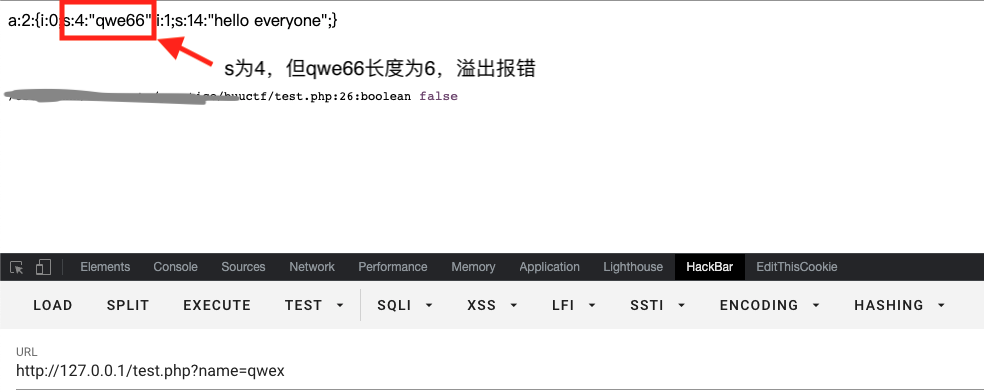 a:2:{i:0;s:4:"qwe66";i:1;s:14:"hello everyone";}
s为4，但qwe66长度为6，溢出报错
/buuctf/test.php:26:boolean false
Elements Console Sources Network Performance Memory Application Lighthouse HackBar EditThisCookie
LOAD SPLIT EXECUTE TEST SQLI XSS LFI SSTI ENCODING HASHING
URL
http://127.0.0.1/test.php?name=qwex